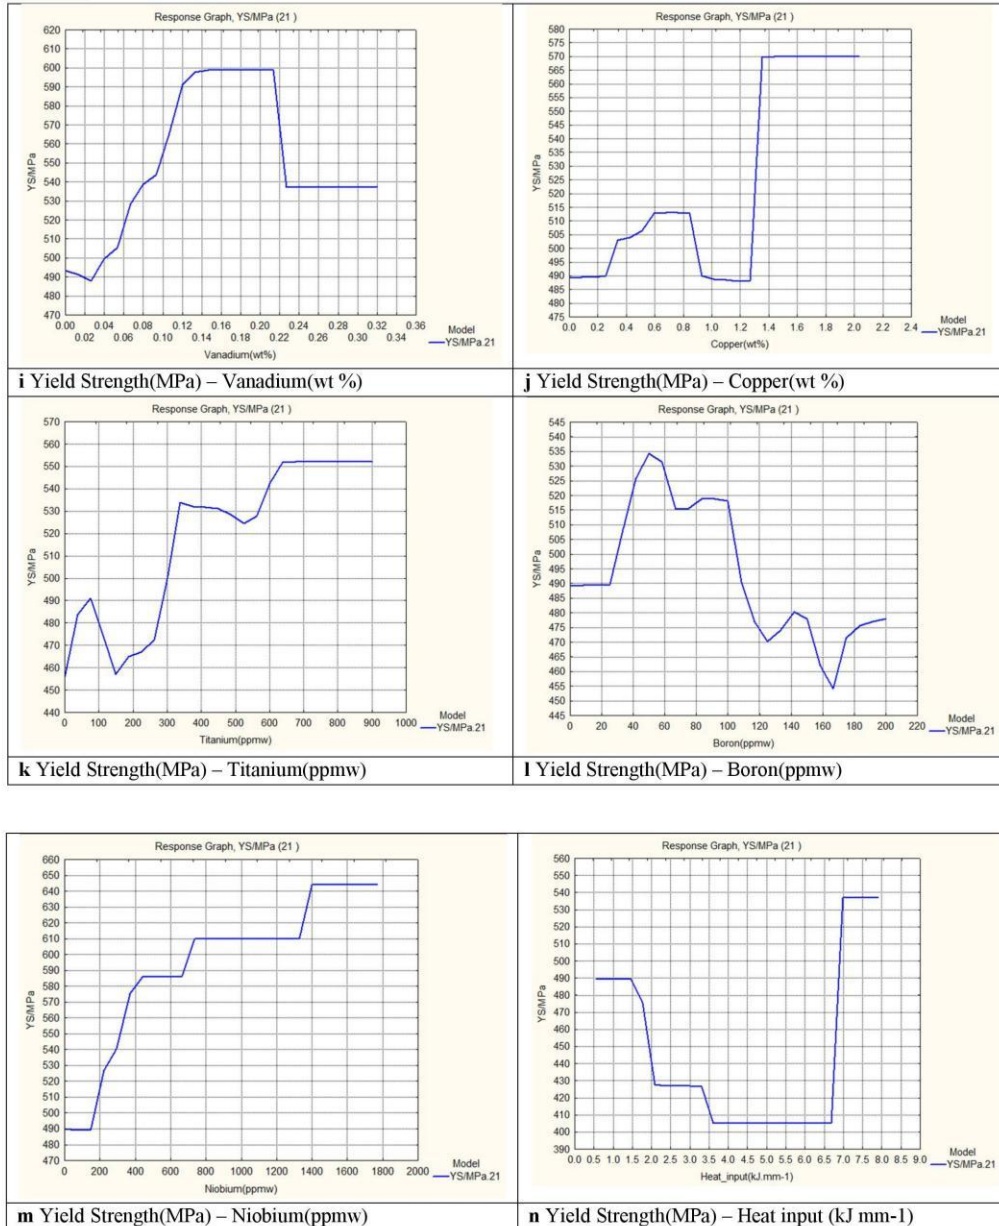 Response Graph, YS/MPa (21 )
620
610
600
590
580
570
560
550
540
530
520
510
500
490
480
470
YS/MPa
0.00 0.04 0.08 0.12 0.16 0.20 0.24 0.28 0.32 0.36
0.02 0.06 0.10 0.14 0.18 0.22 0.26 0.30 0.34
Vanadium(wt%)
Model
YS/MPa.21
i Yield Strength(MPa) – Vanadium(wt %)
Response Graph, YS/MPa (21 )
580
575
570
565
560
555
550
545
540
535
530
525
520
515
510
505
500
495
490
485
480
475
YS/MPa
0.0 0.2 0.4 0.6 0.8 1.0 1.2 1.4 1.6 1.8 2.0 2.2 2.4
Copper(wt%)
Model
YS/MPa.21
j Yield Strength(MPa) – Copper(wt %)
Response Graph, YS/MPa (21 )
570
560
550
540
530
520
510
500
490
480
470
460
450
440
YS/MPa
0 100 200 300 400 500 600 700 800 900 1000
Titanium(ppmw)
Model
YS/MPa.21
k Yield Strength(MPa) – Titanium(ppmw)
Response Graph, YS/MPa (21 )
545
540
535
530
525
520
515
510
505
500
495
490
485
480
475
470
465
460
455
450
445
YS/MPa
0 20 40 60 80 100 120 140 160 180 200 220
Boron(ppmw)
Model
YS/MPa.21
l Yield Strength(MPa) – Boron(ppmw)
Response Graph, YS/MPa (21 )
660
650
640
630
620
610
600
590
580
570
560
550
540
530
520
510
500
490
480
470
YS/MPa
0 200 400 600 800 1000 1200 1400 1600 1800 2000
Niobium(ppmw)
Model
YS/MPa.21
m Yield Strength(MPa) – Niobium(ppmw)
Response Graph, YS/MPa (21 )
560
550
540
530
520
510
500
490
480
470
460
450
440
430
420
410
400
390
YS/MPa
0.0 0.5 1.0 1.5 2.0 2.5 3.0 3.5 4.0 4.5 5.0 5.5 6.0 6.5 7.0 7.5 8.0 8.5 9.0
Heat_input(kJ.mm-1)
Model
YS/MPa.21
n Yield Strength(MPa) – Heat input (kJ mm-1)